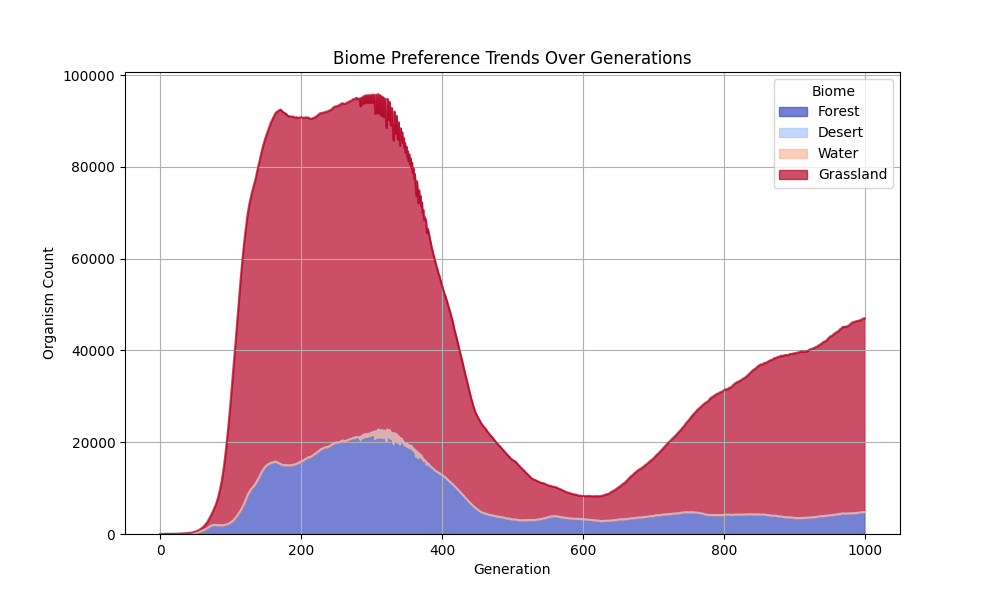 Biome Preference Trends Over Generations
Biome
Forest
Desert
Water
Grassland
Organism Count
100000
80000
60000
40000
20000
0
0 200 400 600 800 1000
Generation